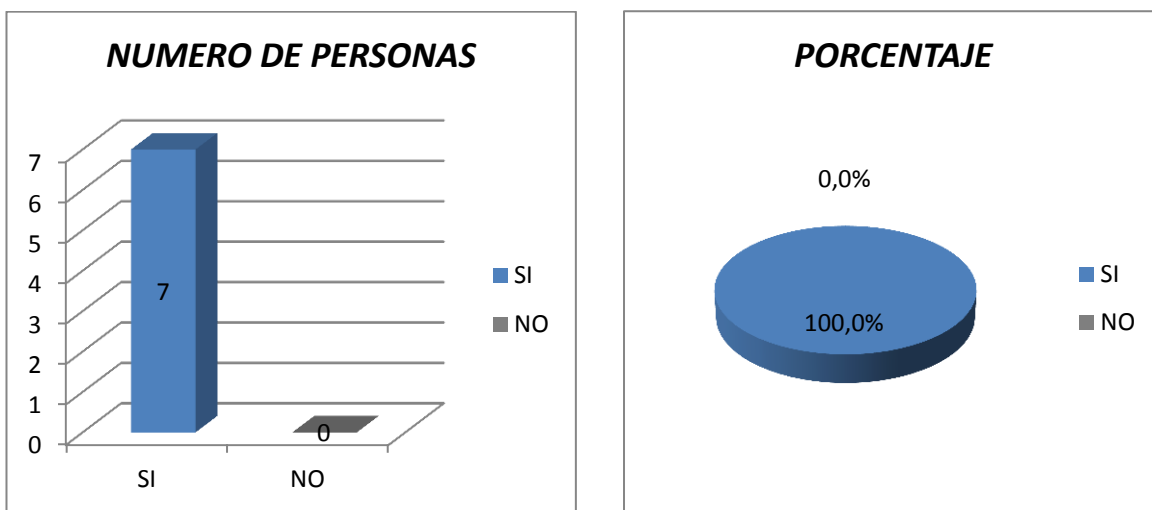 NUMERO DE PERSONAS
7
6
5
4
3
2
1
0
7
0
SI
NO
SI
NO
PORCENTAJE
0,0%
100,0%
SI
NO